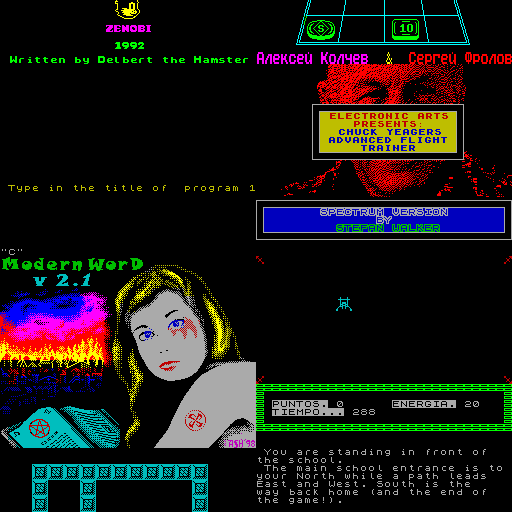 ZENOBI
1992
Written by Delbert the Hamster
S
10
Алексей Колчев & Сергей Фролов
ELECTRONIC ARTS
PRESENTS:
CHUCK YEAGERS
ADVANCED FLIGHT
TRAINER
Type in the title of program 1
SPECTRUM VERSION
BY
STEFAN WALKER
"C"
Modern WorD
v 2.1
ASH'98
PUNTOS. 0 ENERGIA. 20
TIEMPO... 288
You are standing in front of
the school.
The main school entrance is to
your North while a path leads
East and West. South is the
way back home (and the end of
the game!).